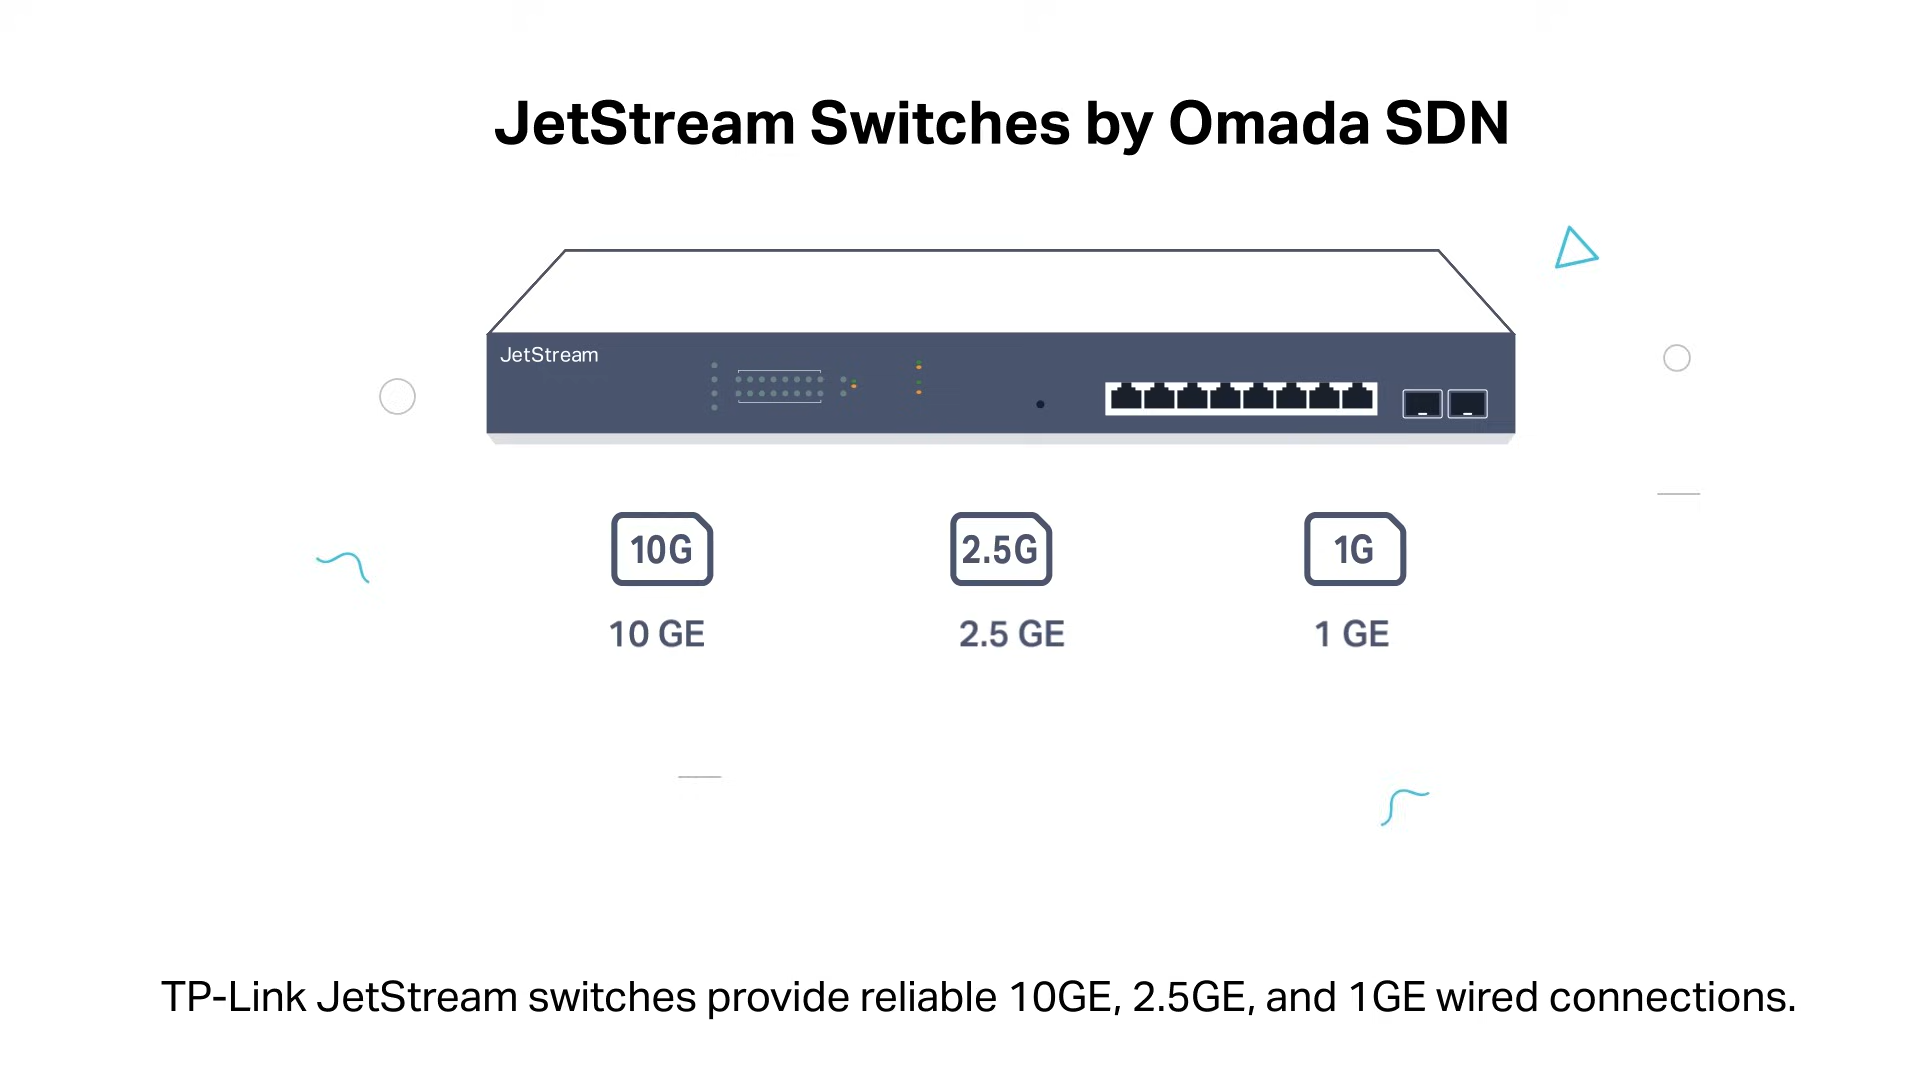 JetStream Switches by Omada SDN
JetStream
10G
2.5G
1G
10 GE
2.5 GE
1 GE
TP-Link JetStream switches provide reliable 10GE, 2.5GE, and 1GE wired connections.